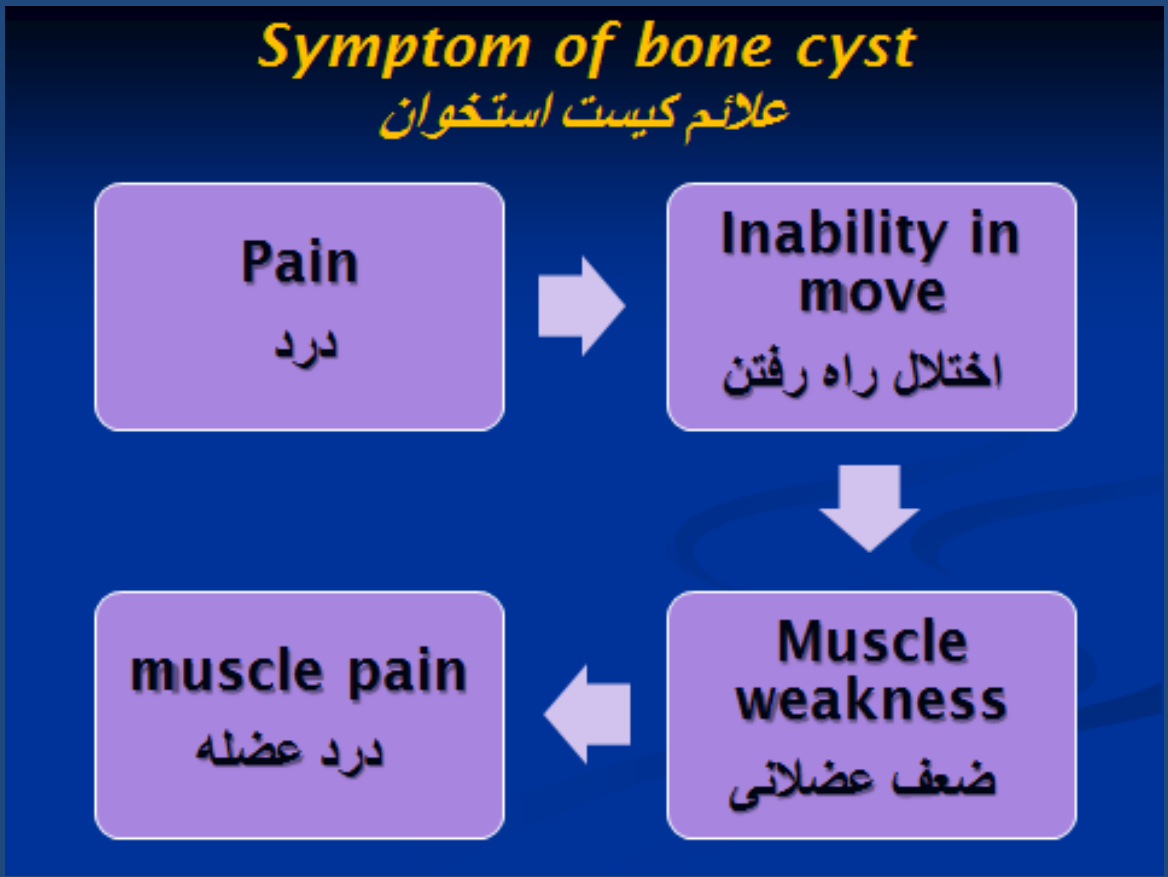 Symptom of bone cyst
علائم کیست استخوان
Pain
درد
Inability in
move
اختلال راه رفتن
Muscle
weakness
ضعف عضلانی
muscle pain
درد عضله